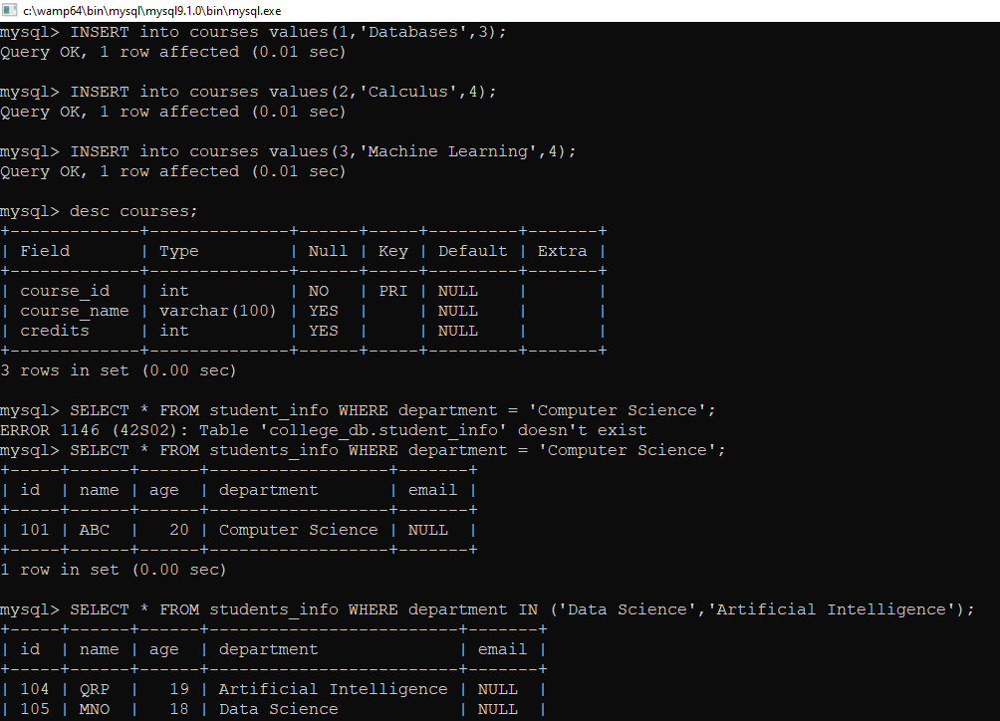 c:\wamp64\bin\mysql\mysql9.1.0\bin\mysql.exe
mysql> INSERT into courses values(1,'Databases',3);
Query OK, 1 row affected (0.01 sec)
mysql> INSERT into courses values(2,'Calculus',4);
Query OK, 1 row affected (0.01 sec)
mysql> INSERT into courses values(3,'Machine Learning',4);
Query OK, 1 row affected (0.01 sec)
mysql> desc courses;
+-------------+--------------+------+-----+---------+-------+
| Field       | Type         | Null | Key | Default | Extra |
+-------------+--------------+------+-----+---------+-------+
| course_id   | int          | NO   | PRI | NULL    |       |
| course_name | varchar(100) | YES  |     | NULL    |       |
| credits     | int          | YES  |     | NULL    |       |
+-------------+--------------+------+-----+---------+-------+
3 rows in set (0.00 sec)
mysql> SELECT * FROM student_info WHERE department = 'Computer Science';
ERROR 1146 (42S02): Table 'college_db.student_info' doesn't exist
mysql> SELECT * FROM students_info WHERE department = 'Computer Science';
+-----+------+------+------------------+-------+
| id  | name | age  | department       | email |
+-----+------+------+------------------+-------+
| 101 | ABC  |   20 | Computer Science | NULL  |
+-----+------+------+------------------+-------+
1 row in set (0.00 sec)
mysql> SELECT * FROM students_info WHERE department IN ('Data Science','Artificial Intelligence');
+-----+------+------+-------------------------+-------+
| id  | name | age  | department              | email |
+-----+------+------+-------------------------+-------+
| 104 | QRP  |   19 | Artificial Intelligence | NULL  |
| 105 | MNO  |   18 | Data Science            | NULL  |